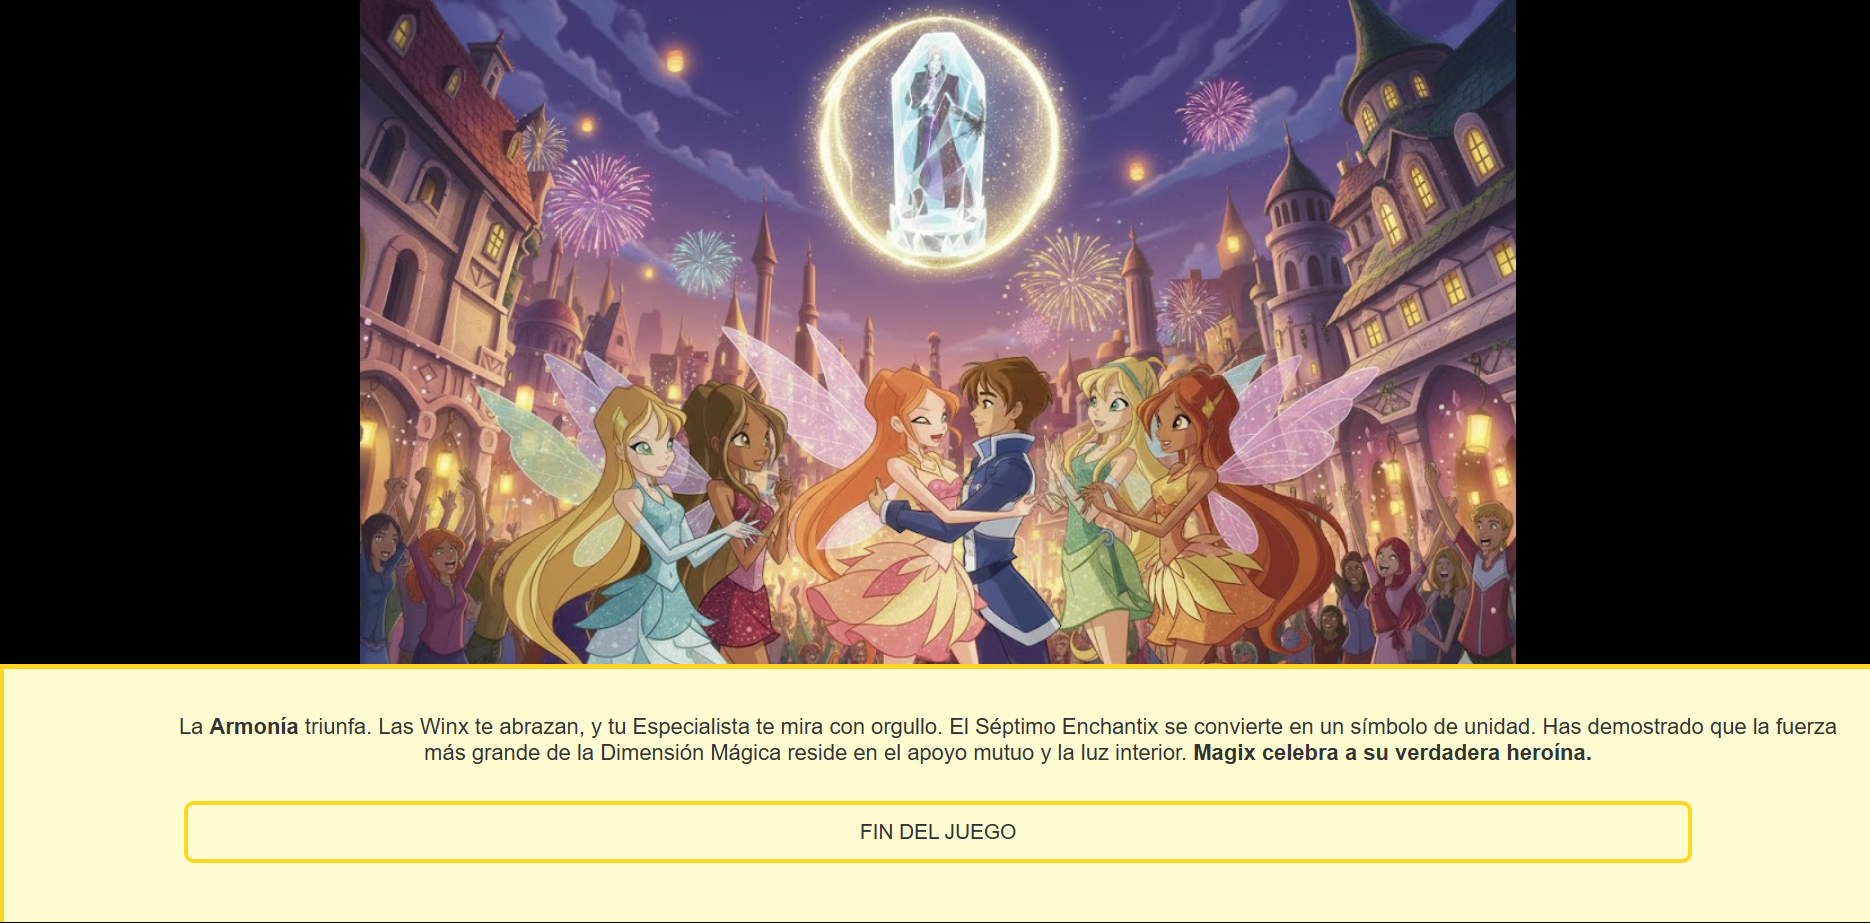 La Armonía triunfa. Las Winx te abrazan, y tu Especialista te mira con orgullo. El Séptimo Enchantix se convierte en un símbolo de unidad. Has demostrado que la fuerza
más grande de la Dimensión Mágica reside en el apoyo mutuo y la luz interior. Magix celebra a su verdadera heroína.
FIN DEL JUEGO